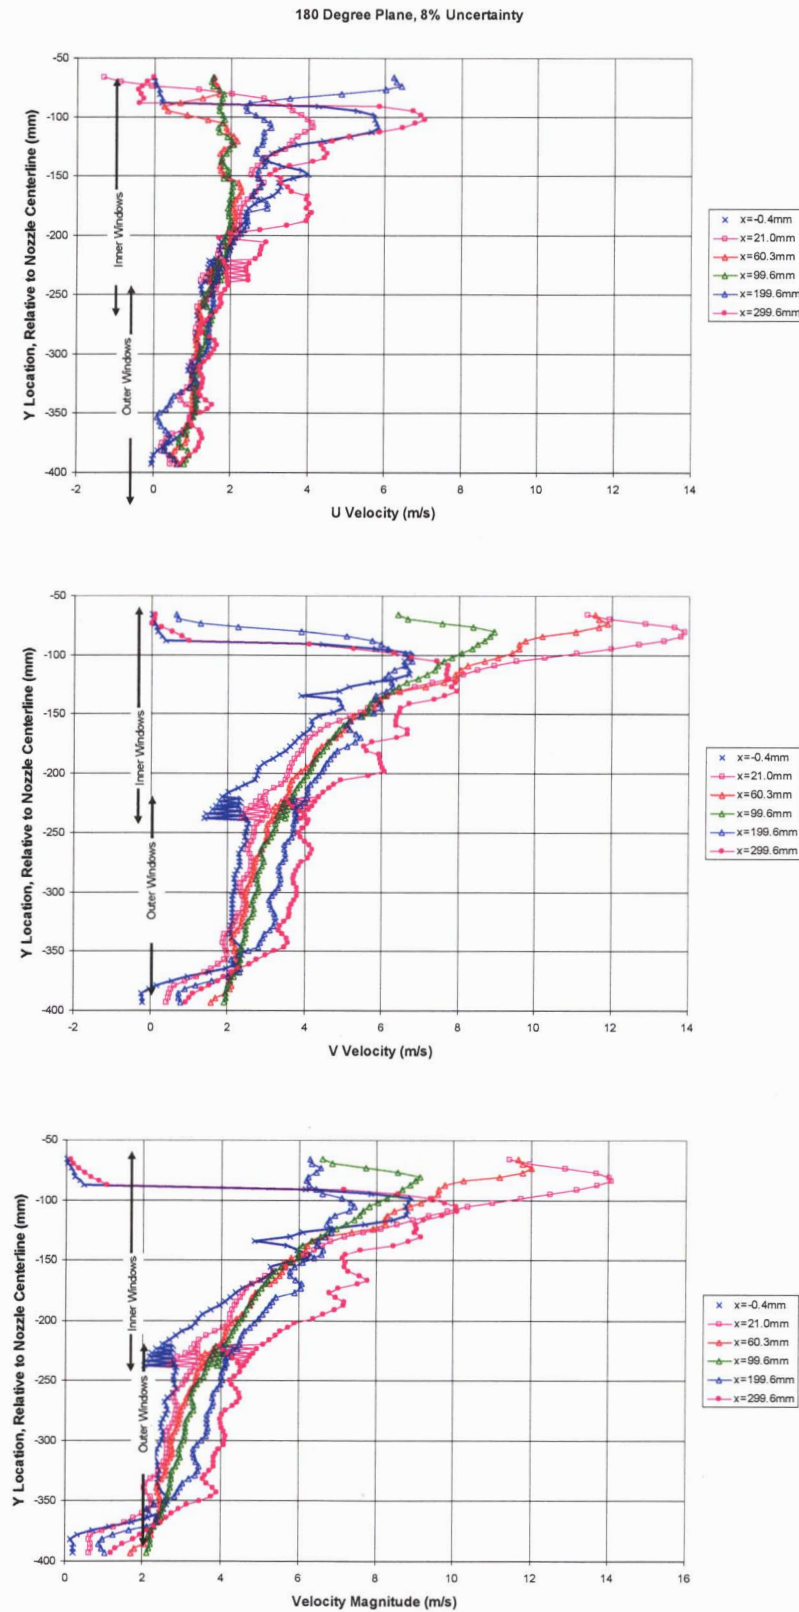 180 Degree Plane, 8% Uncertainty
-50
-100
-150
-200
-250
-300
-350
-400
Y Location, Relative to Nozzle Centerline (mm)
Inner Windows
Outer Windows
-2 0 2 4 6 8 10 12 14
U Velocity (m/s)
x=-0.4mm
x=21.0mm
x=60.3mm
x=99.6mm
x=199.6mm
x=299.6mm
-50
-100
-150
-200
-250
-300
-350
-400
Y Location, Relative to Nozzle Centerline (mm)
Inner Windows
Outer Windows
-2 0 2 4 6 8 10 12 14
V Velocity (m/s)
x=-0.4mm
x=21.0mm
x=60.3mm
x=99.6mm
x=199.6mm
x=299.6mm
-50
-100
-150
-200
-250
-300
-350
-400
Y Location, Relative to Nozzle Centerline (mm)
Inner Windows
Outer Windows
0 2 4 6 8 10 12 14 16
Velocity Magnitude (m/s)
x=-0.4mm
x=21.0mm
x=60.3mm
x=99.6mm
x=199.6mm
x=299.6mm